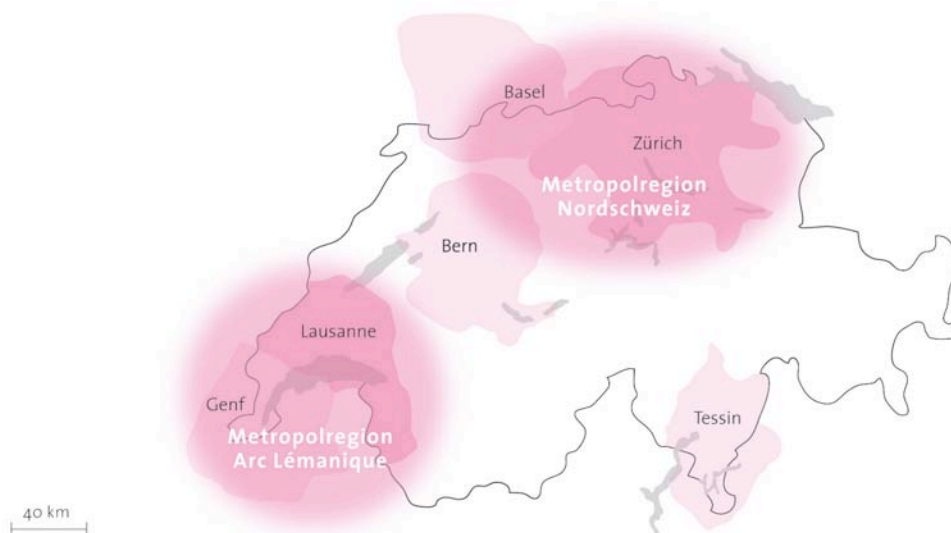 Basel
Zürich
Metropolregion
Nordschweiz
Bern
Lausanne
Genf
Metropolregion
Arc Lémanique
Tessin
40 km